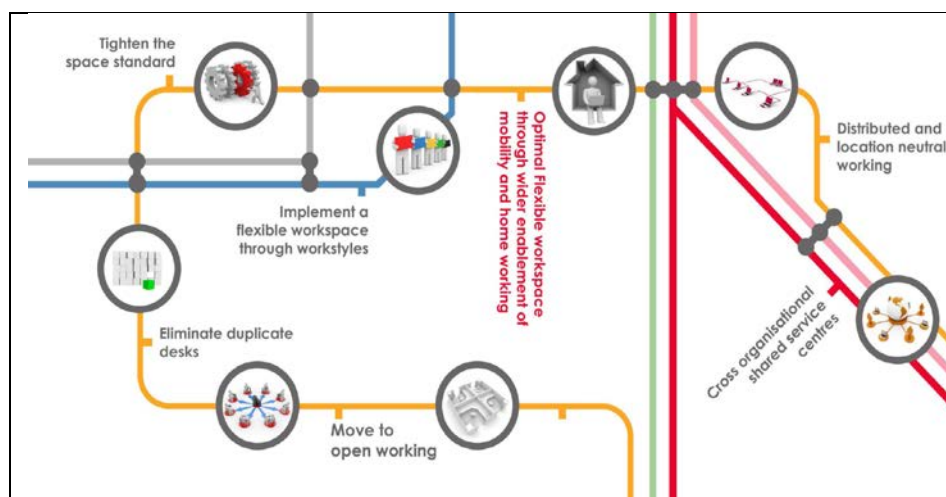 Tighten the
space standard
Implement a
flexible workspace
through workstyles
Optimal Flexible workspace
through wider enablement of
mobility and home working
Distributed and
location neutral
working
Cross organisational
shared service
centres
Eliminate duplicate
desks
Move to
open working